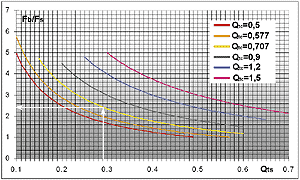 Fb/Fs
6
5
4
3
2
1
0
Qtc=0,5
Qtc=0,577
Qtc=0,707
Qtc=0,9
Qtc=1,2
Qtc=1,5
0.1 0.2 0.3 0.4 0.5 0.6 0.7
Qts